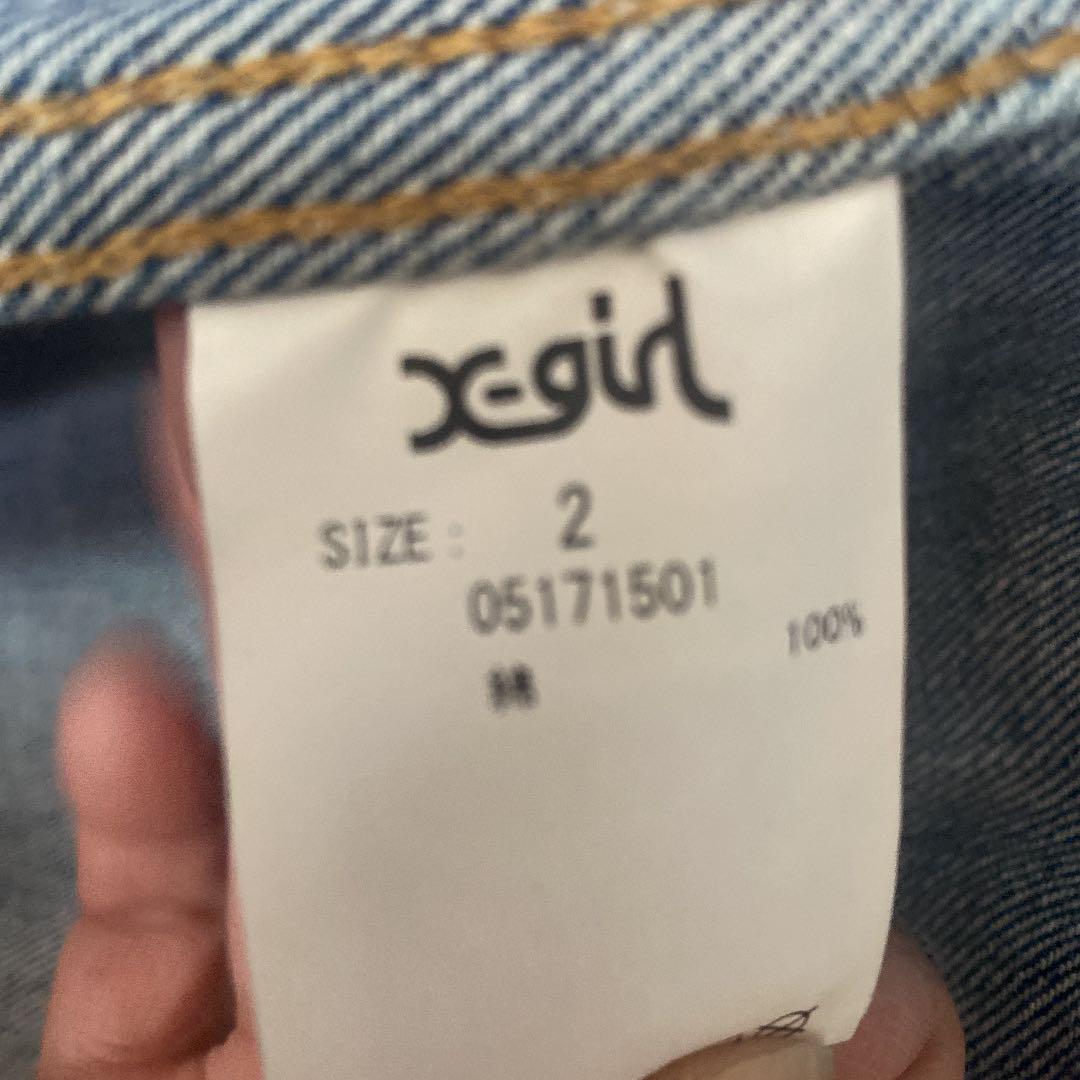 X-girl
SIZE : 2
05171501
綿 100%